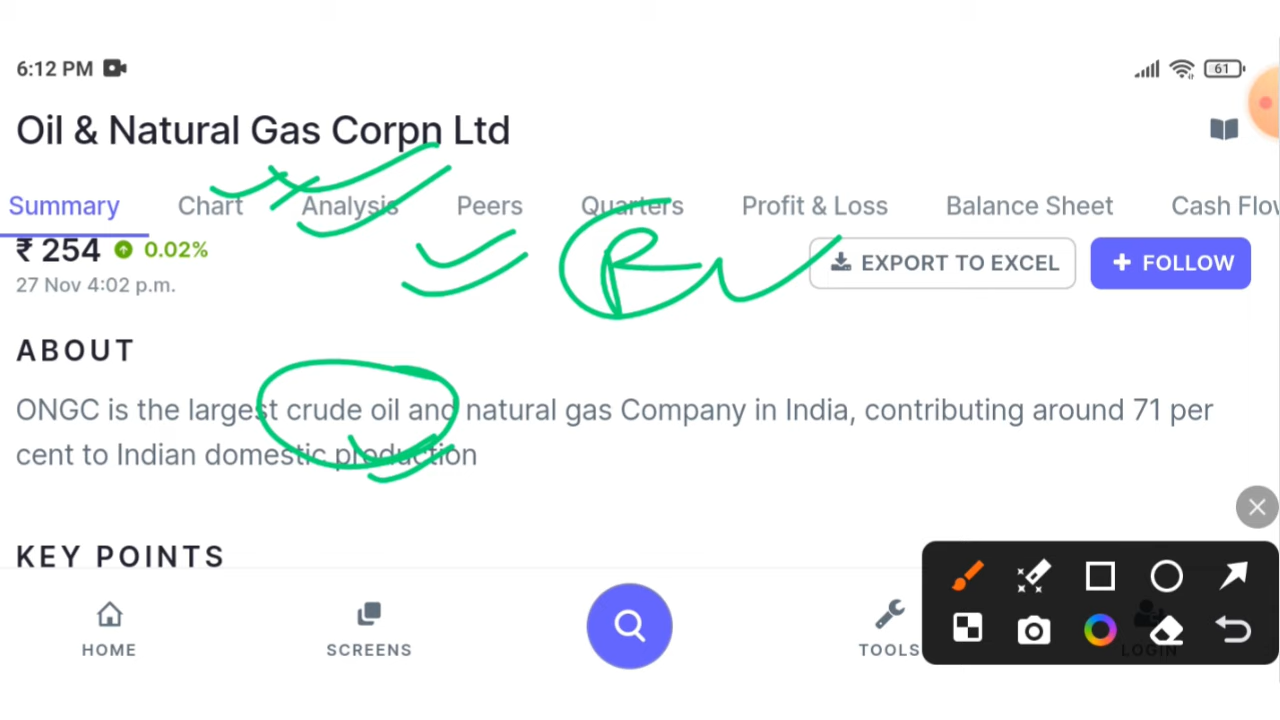 6:12 PM 61
Oil & Natural Gas Corpn Ltd
Summary Chart Analysis Peers Quarters Profit & Loss Balance Sheet Cash Flow
₹ 254 0.02%
27 Nov 4:02 p.m.
R
EXPORT TO EXCEL + FOLLOW
ABOUT
ONGC is the largest crude oil and natural gas Company in India, contributing around 71 per
cent to Indian domestic production
KEY POINTS
HOME SCREENS TOOLS LOGIN